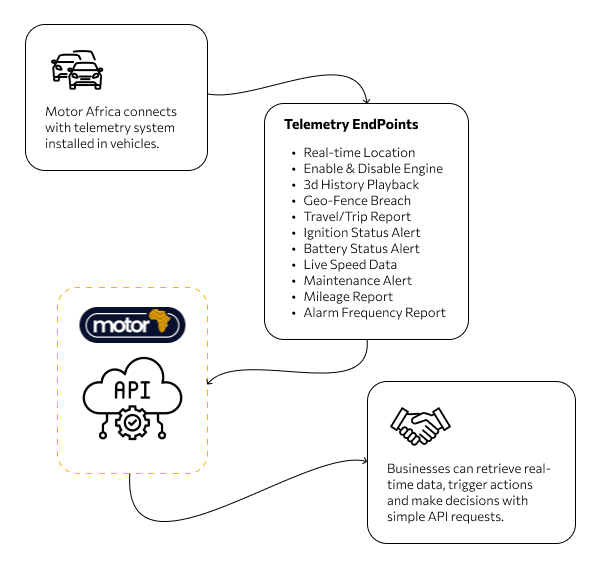 Motor Africa connects
with telemetry system
installed in vehicles.
Telemetry EndPoints
• Real-time Location
• Enable & Disable Engine
• 3d History Playback
• Geo-Fence Breach
• Travel/Trip Report
• Ignition Status Alert
• Battery Status Alert
• Live Speed Data
• Maintenance Alert
• Mileage Report
• Alarm Frequency Report
motor
API
Businesses can retrieve real-
time data, trigger actions
and make decisions with
simple API requests.